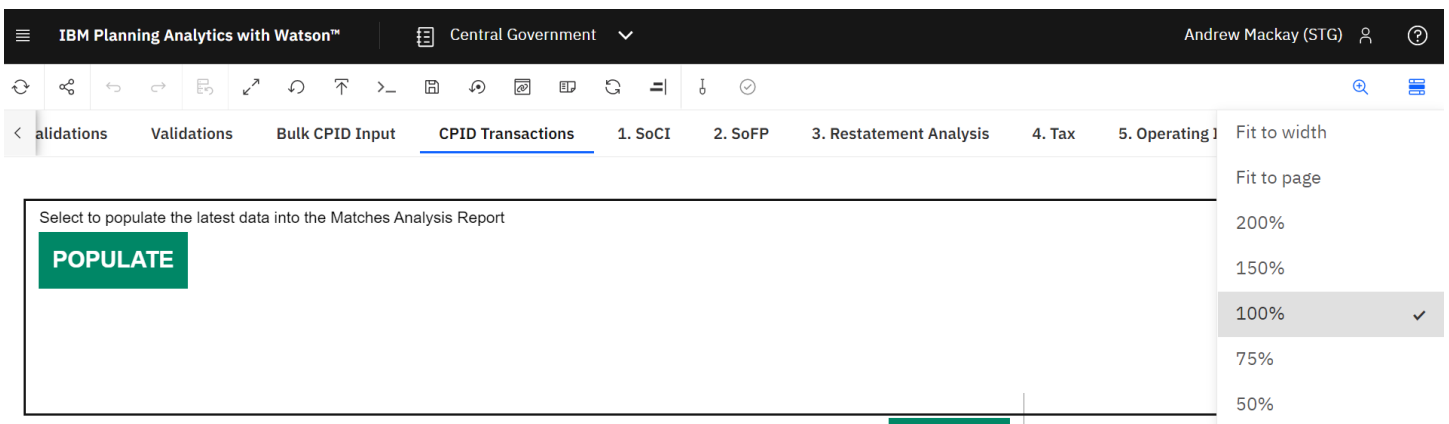 IBM Planning Analytics with Watson™ Central Government Andrew Mackay (STG)
alidations Validations Bulk CPID Input CPID Transactions 1. SoCI 2. SoFP 3. Restatement Analysis 4. Tax 5. Operating
Fit to width
Fit to page
200%
150%
100%
75%
50%
Select to populate the latest data into the Matches Analysis Report
POPULATE